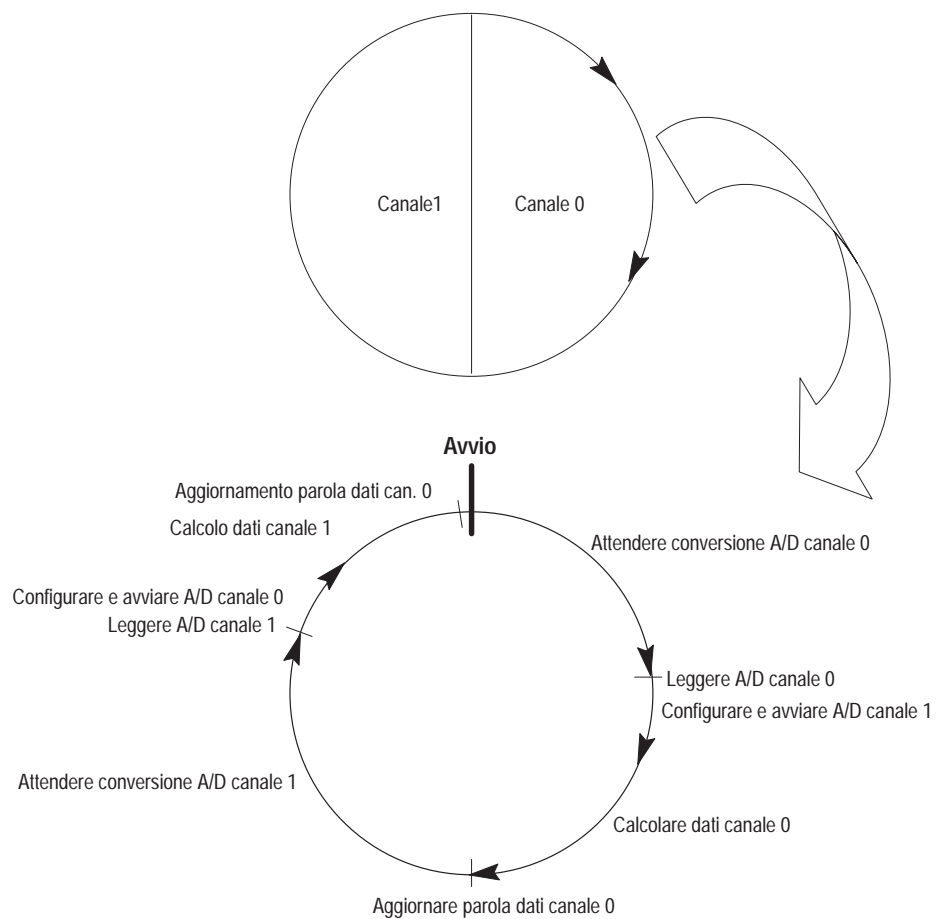 Canale1
Canale 0
Avvio
Aggiornamento parola dati can. 0
Calcolo dati canale 1
Attendere conversione A/D canale 0
Configurare e avviare A/D canale 0
Leggere A/D canale 1
Leggere A/D canale 0
Configurare e avviare A/D canale 1
Attendere conversione A/D canale 1
Calcolare dati canale 0
Aggiornare parola dati canale 0